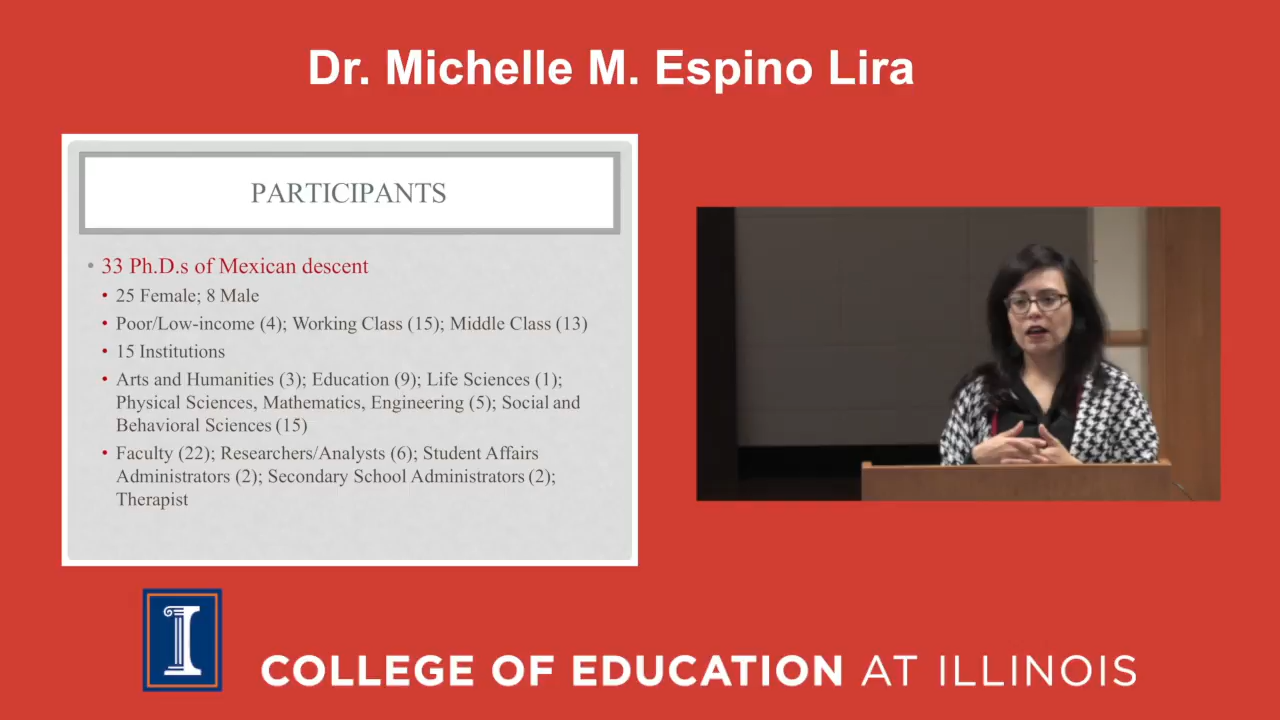 Dr. Michelle M. Espino Lira
PARTICIPANTS
• 33 Ph.D.s of Mexican descent
• 25 Female; 8 Male
• Poor/Low-income (4); Working Class (15); Middle Class (13)
• 15 Institutions
• Arts and Humanities (3); Education (9); Life Sciences (1);
Physical Sciences, Mathematics, Engineering (5); Social and
Behavioral Sciences (15)
• Faculty (22); Researchers/Analysts (6); Student Affairs
Administrators (2); Secondary School Administrators (2);
Therapist
I
COLLEGE OF EDUCATION AT ILLINOIS